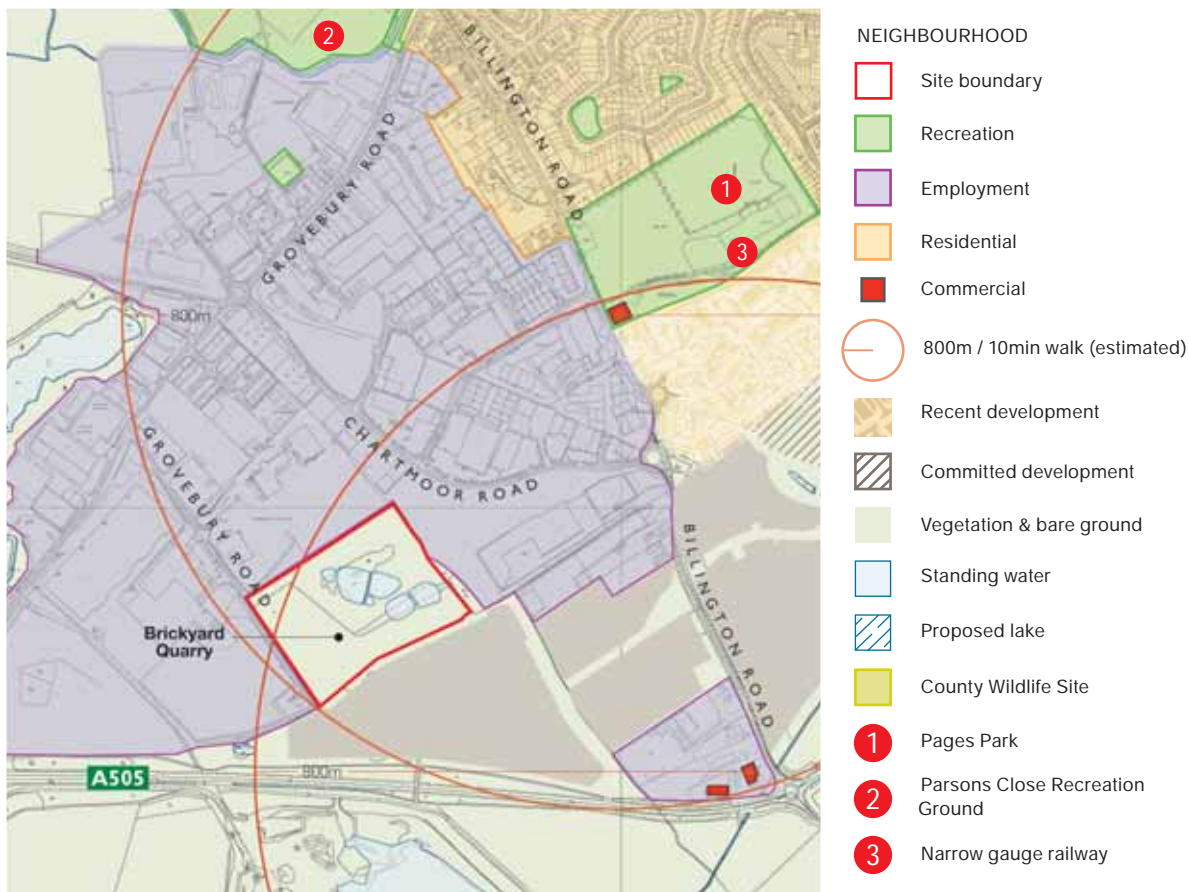 2
BILLINGTON ROAD
GROVEBURY ROAD
1
3
800m
CHARTMOOR ROAD
GROVEBURY ROAD
BILLINGTON ROAD
Brickyard
Quarry
A505
800m
NEIGHBOURHOOD
Site boundary
Recreation
Employment
Residential
Commercial
800m / 10min walk (estimated)
Recent development
Committed development
Vegetation & bare ground
Standing water
Proposed lake
County Wildlife Site
1 Pages Park
2 Parsons Close Recreation
Ground
3 Narrow gauge railway